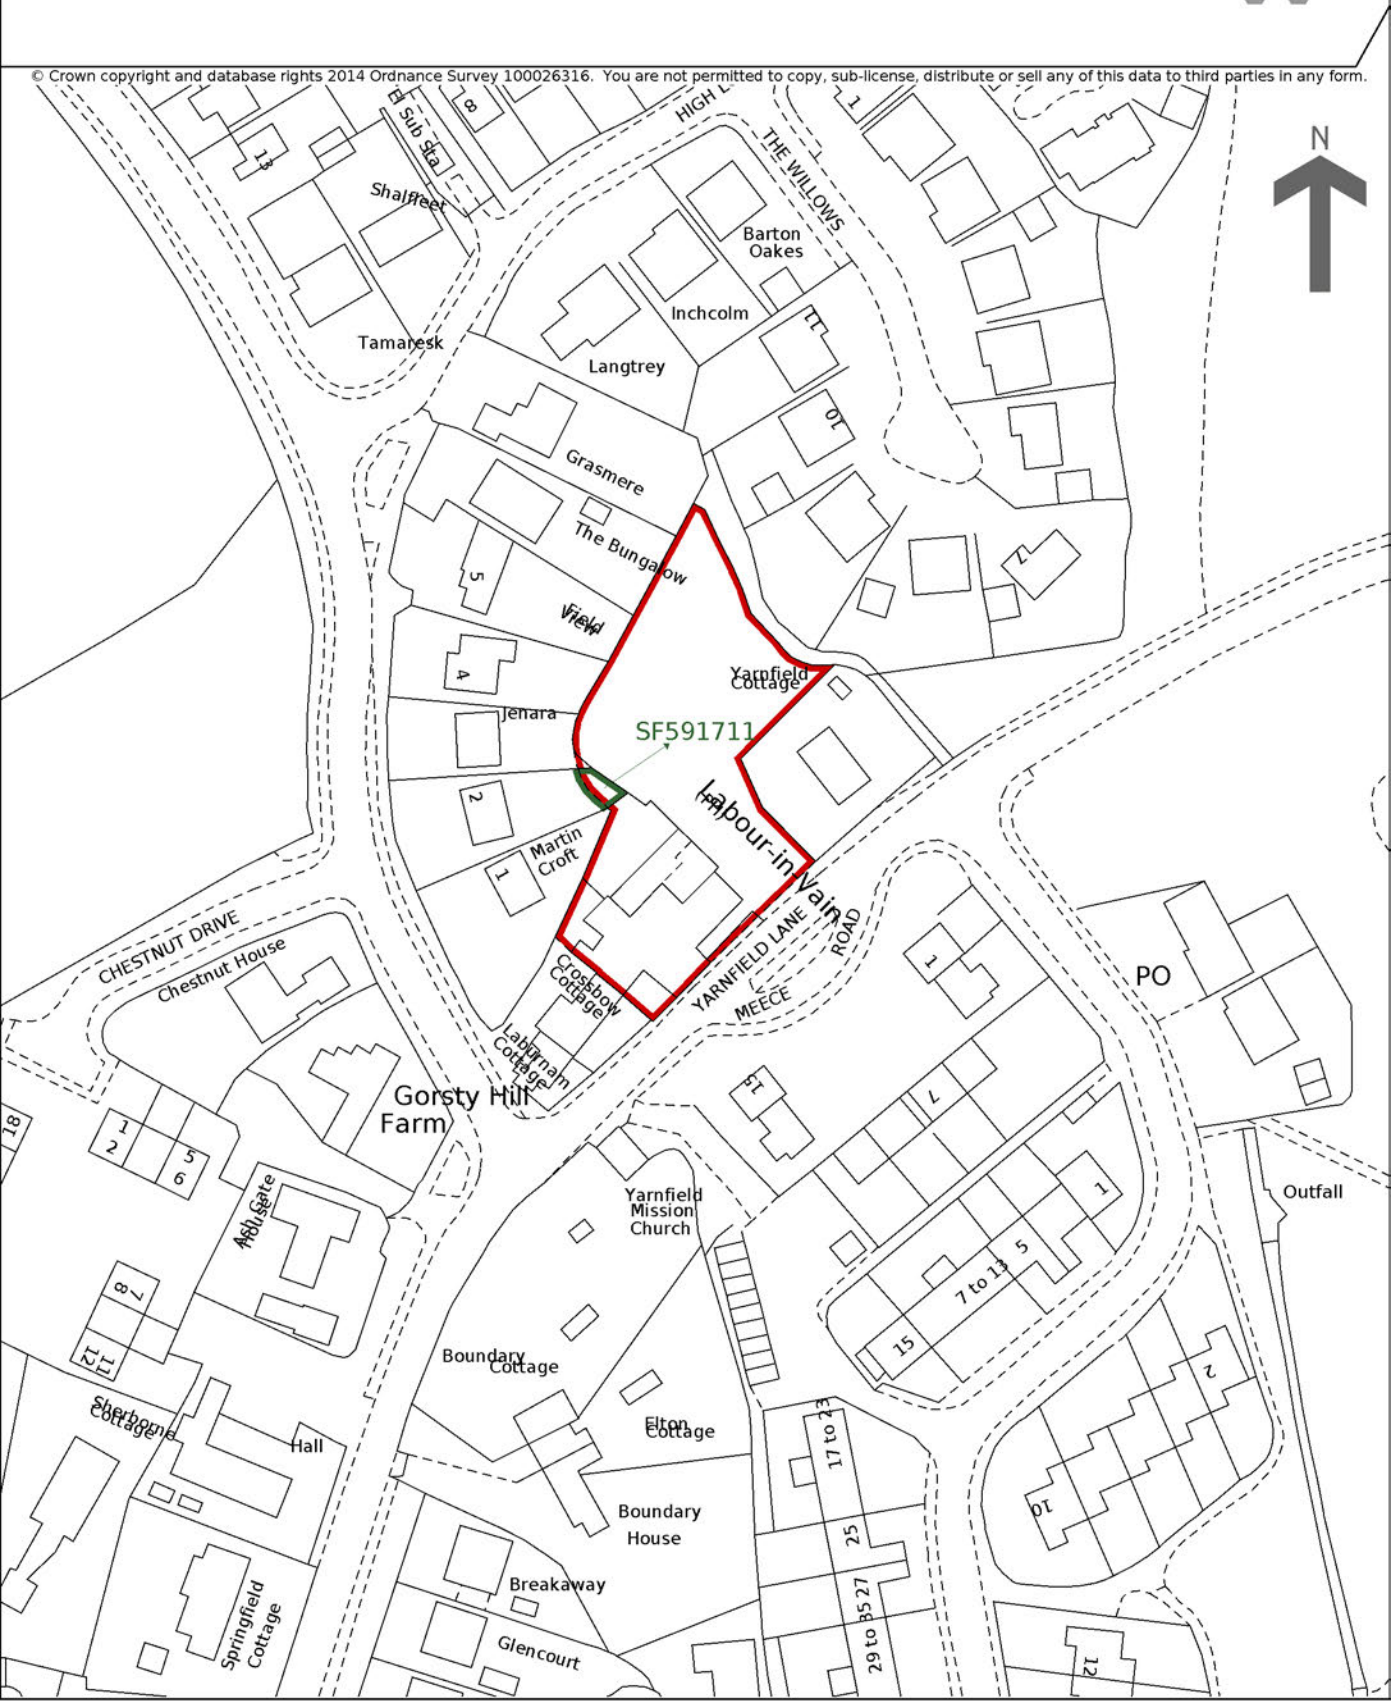 © Crown copyright and database rights 2014 Ordnance Survey 100026316. You are not permitted to copy, sub-license, distribute or sell any of this data to third parties in any form.
El Sub Sta
8
HIGH L
1
13
THE WILLOWS
N
Shalfleet
Barton
Oakes
Inchcolm
11
Tamaresk
Langtrey
10
Grasmere
The Bungalow
5
7
Field
View
4
Yarnfield
Cottage
Jenara
SF591711
2
Labour-in-Vain
(PH)
Martin
Croft
1
CHESTNUT DRIVE
Chestnut House
YARNFIELD LANE
MEECE
ROAD
1
PO
Crossbow
Cottage
Laburnam
Cottage
Gorsty Hill
Farm
15
7
18
1
2
5
6
Ash Gate
House
Yarnfield
Mission
Church
1
Outfall
5
7 to 13
15
7
8
11
12
Boundary
Cottage
2
Sherborne
Cottage
Hall
Elton
Cottage
17 to 23
10
Boundary
House
25
Breakaway
29 to 35
27
Springfield
Cottage
Glencourt
12